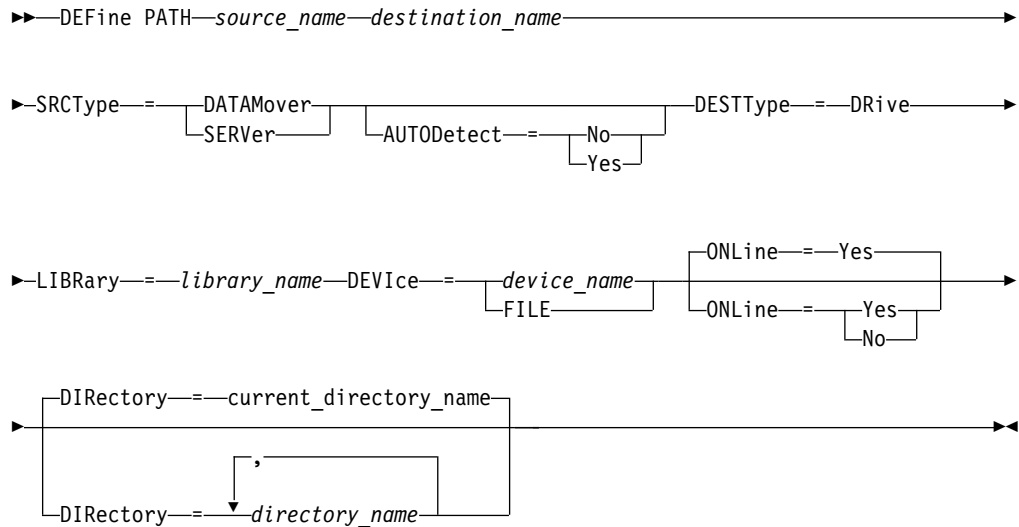 DEFine PATH source_name destination_name
SRCType = DATAMover AUTODetect = No DESTType = DRive
SERVer Yes
LIBRary = library_name DEVIce = device_name ONLine = Yes
FILE ONLine = Yes
No
DIRectory = current_directory_name
,
DIRectory = directory_name